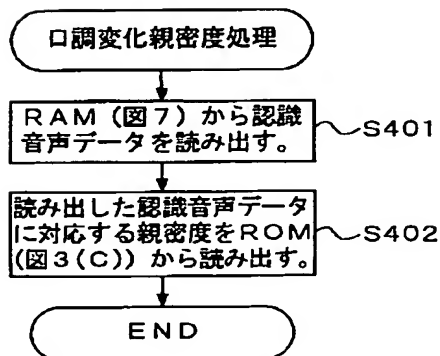 口調変化親密度処理
RAM(図7)から認識
音声データを読み出す。
S401
読み出した認識音声データ
に対応する親密度をROM
(図3(C))から読み出す。
S402
END